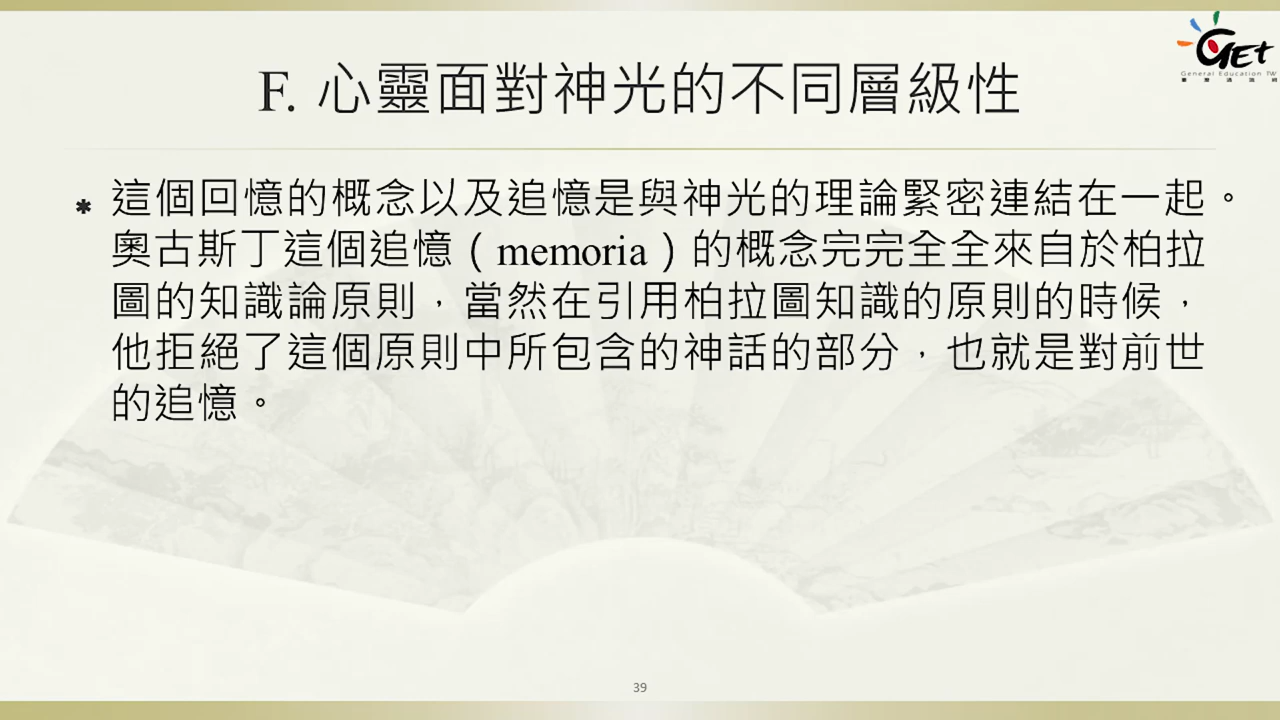 GET
General Education TW
F. 心靈面對神光的不同層級性
* 這個回憶的概念以及追憶是與神光的理論緊密連結在一起。
奧古斯丁這個追憶（memoria）的概念完完全全來自於柏拉
圖的知識論原則，當然在引用柏拉圖知識的原則的時候，
他拒絕了這個原則中所包含的神話的部分，也就是對前世
的追憶。
39